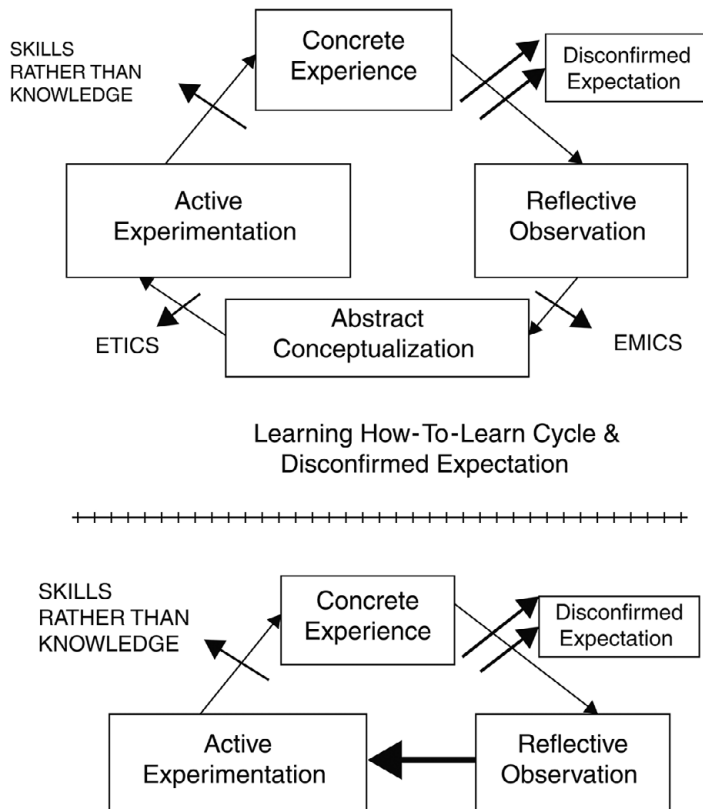 SKILLS
RATHER THAN
KNOWLEDGE
Concrete
Experience
Disconfirmed
Expectation
Active
Experimentation
Reflective
Observation
Abstract
Conceptualization
ETICS
EMICS
Learning How-To-Learn Cycle &
Disconfirmed Expectation
SKILLS
RATHER THAN
KNOWLEDGE
Concrete
Experience
Disconfirmed
Expectation
Active
Experimentation
Reflective
Observation